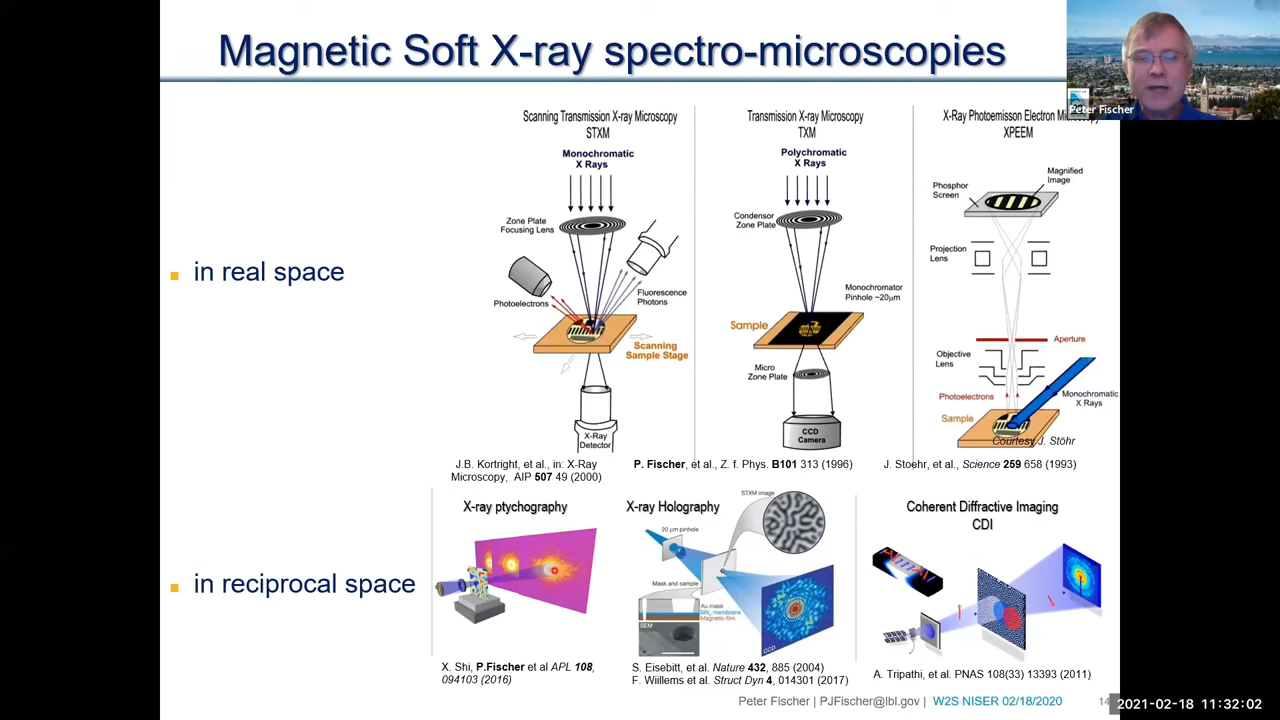 Magnetic Soft X-ray spectro-microscopies
Peter Fischer
Scanning Transmission X-ray Microscopy
STXM
Monochromatic
X Rays
Zone Plate
Focusing Lens
Photoelectrons
Fluorescence
Photons
Scanning
Sample Stage
X-Ray
Detector
J.B. Kortright, et al., in: X-Ray
Microscopy, AIP 507 49 (2000)
Transmission X-ray Microscopy
TXM
Polychromatic
X Rays
Condensor
Zone Plate
Monochromator
Pinhole ~20µm
Sample
Micro
Zone Plate
CCD
Camera
P. Fischer, et al., Z. f. Phys. B101 313 (1996)
X-Ray Photoemisson Electron
XPEEM
Magnified
Image
Phosphor
Screen
Projection
Lens
Aperture
Objective
Lens
Photoelectrons
Monochromatic
X Rays
Sample
Courtesy J. Stöhr
J. Stoehr, et al., Science 259 658 (1993)
in real space
in reciprocal space
X-ray ptychography
X. Shi, P.Fischer et al APL 108,
094103 (2016)
X-ray Holography
STXM image
20 µm pinhole
Mask and sample
Au mask
SiNx membrane
Magnetic film
SEM
CCD
S. Eisebitt, et al. Nature 432, 885 (2004)
F. Wiillems et al. Struct Dyn 4, 014301 (2017)
Coherent Diffractive Imaging
CDI
A. Tripathi, et al. PNAS 108(33) 13393 (2011)
Peter Fischer | PJFischer@lbl.gov | W2S NISER 02/18/2020
14
2021-02-18 11:32:02